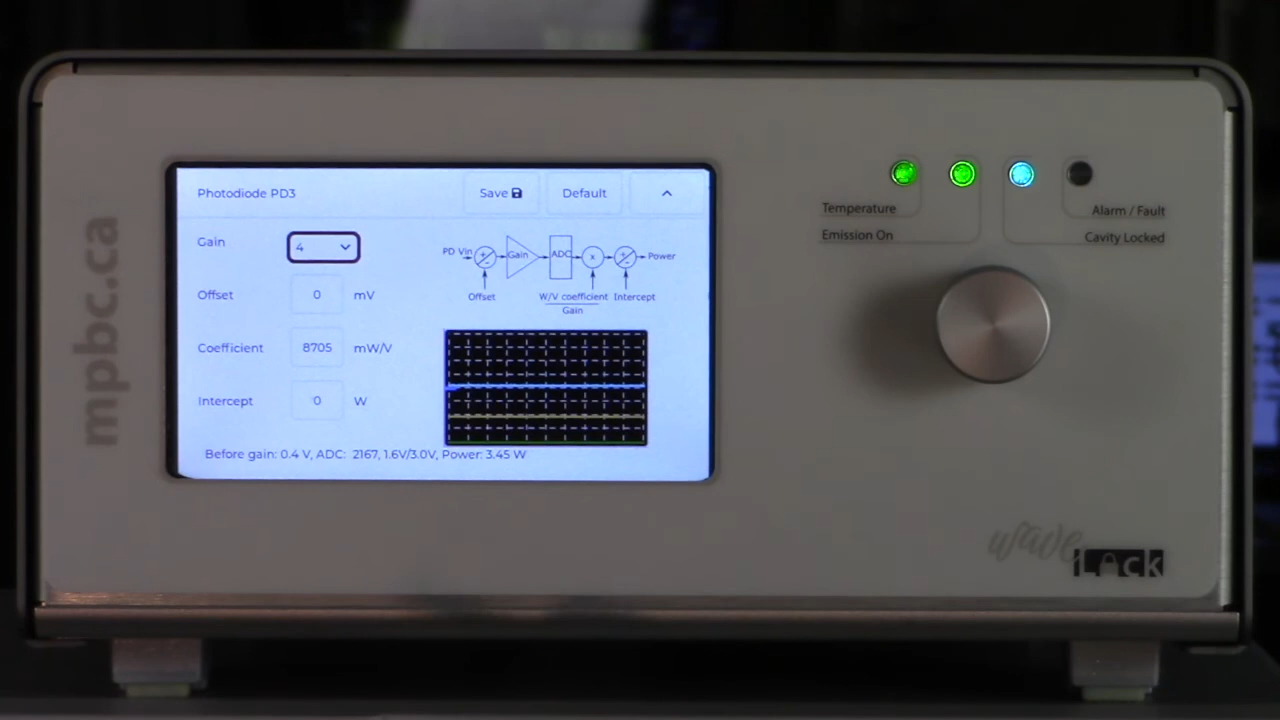 mpbc.ca
Photodiode PD3
Save
Default
Gain
4
Offset
0
mV
Coefficient
8705
mW/V
Intercept
0
W
PD Vin
+
−
Gain
ADC
x
+
−
Power
Offset
W/V coefficient
Gain
Intercept
Before gain: 0.4 V, ADC: 2167, 1.6V/3.0V, Power: 3.45 W
Temperature
Emission On
Alarm / Fault
Cavity Locked
wave
iLock